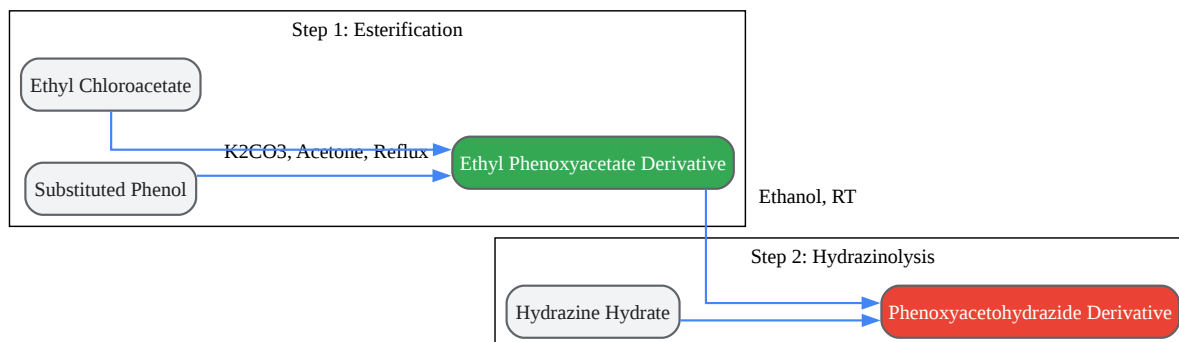 Step 1: Esterification
Ethyl Chloroacetate
K2CO3, Acetone, Reflux
Ethyl Phenoxyacetate Derivative
Substituted Phenol
Ethanol, RT
Step 2: Hydrazinolysis
Hydrazine Hydrate
Phenoxyacetohydrazide Derivative